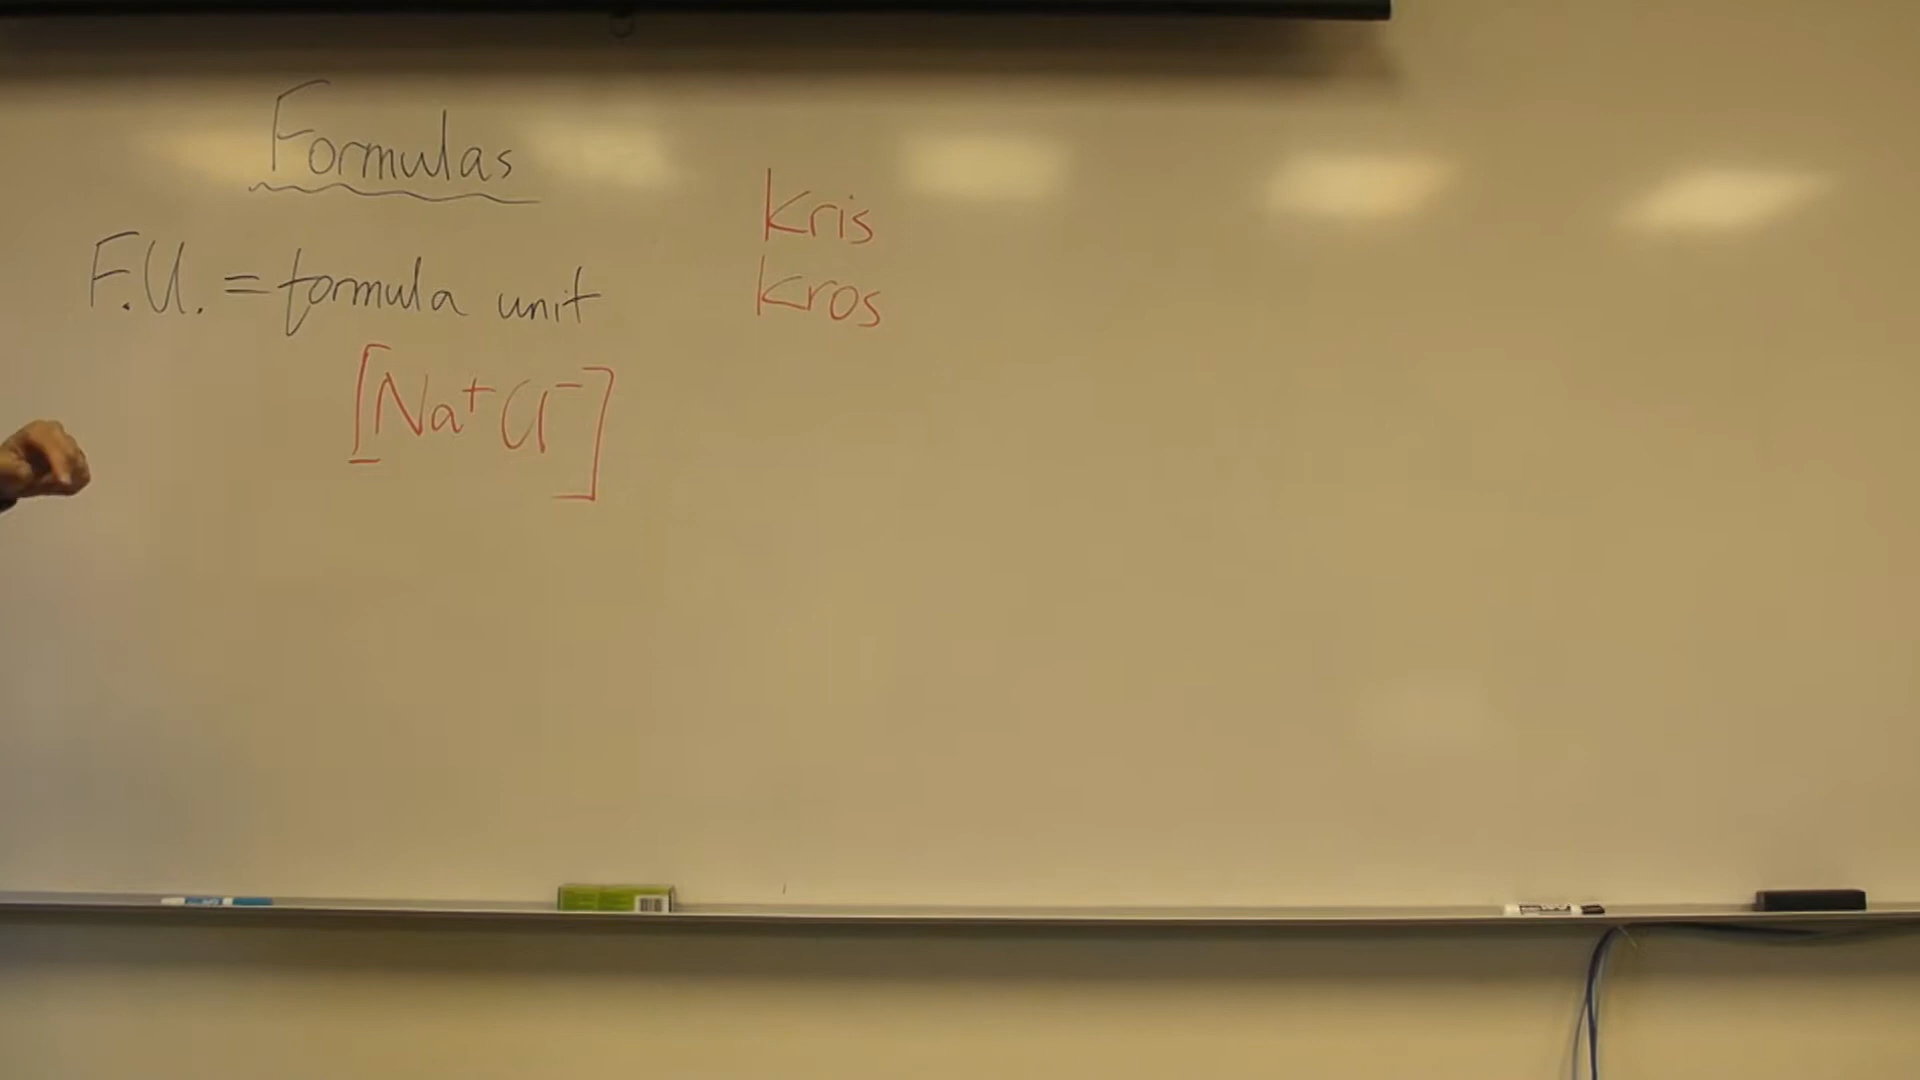 Formulas
F.U. = formula unit
[Na⁺Cl⁻]
Kris
Kros